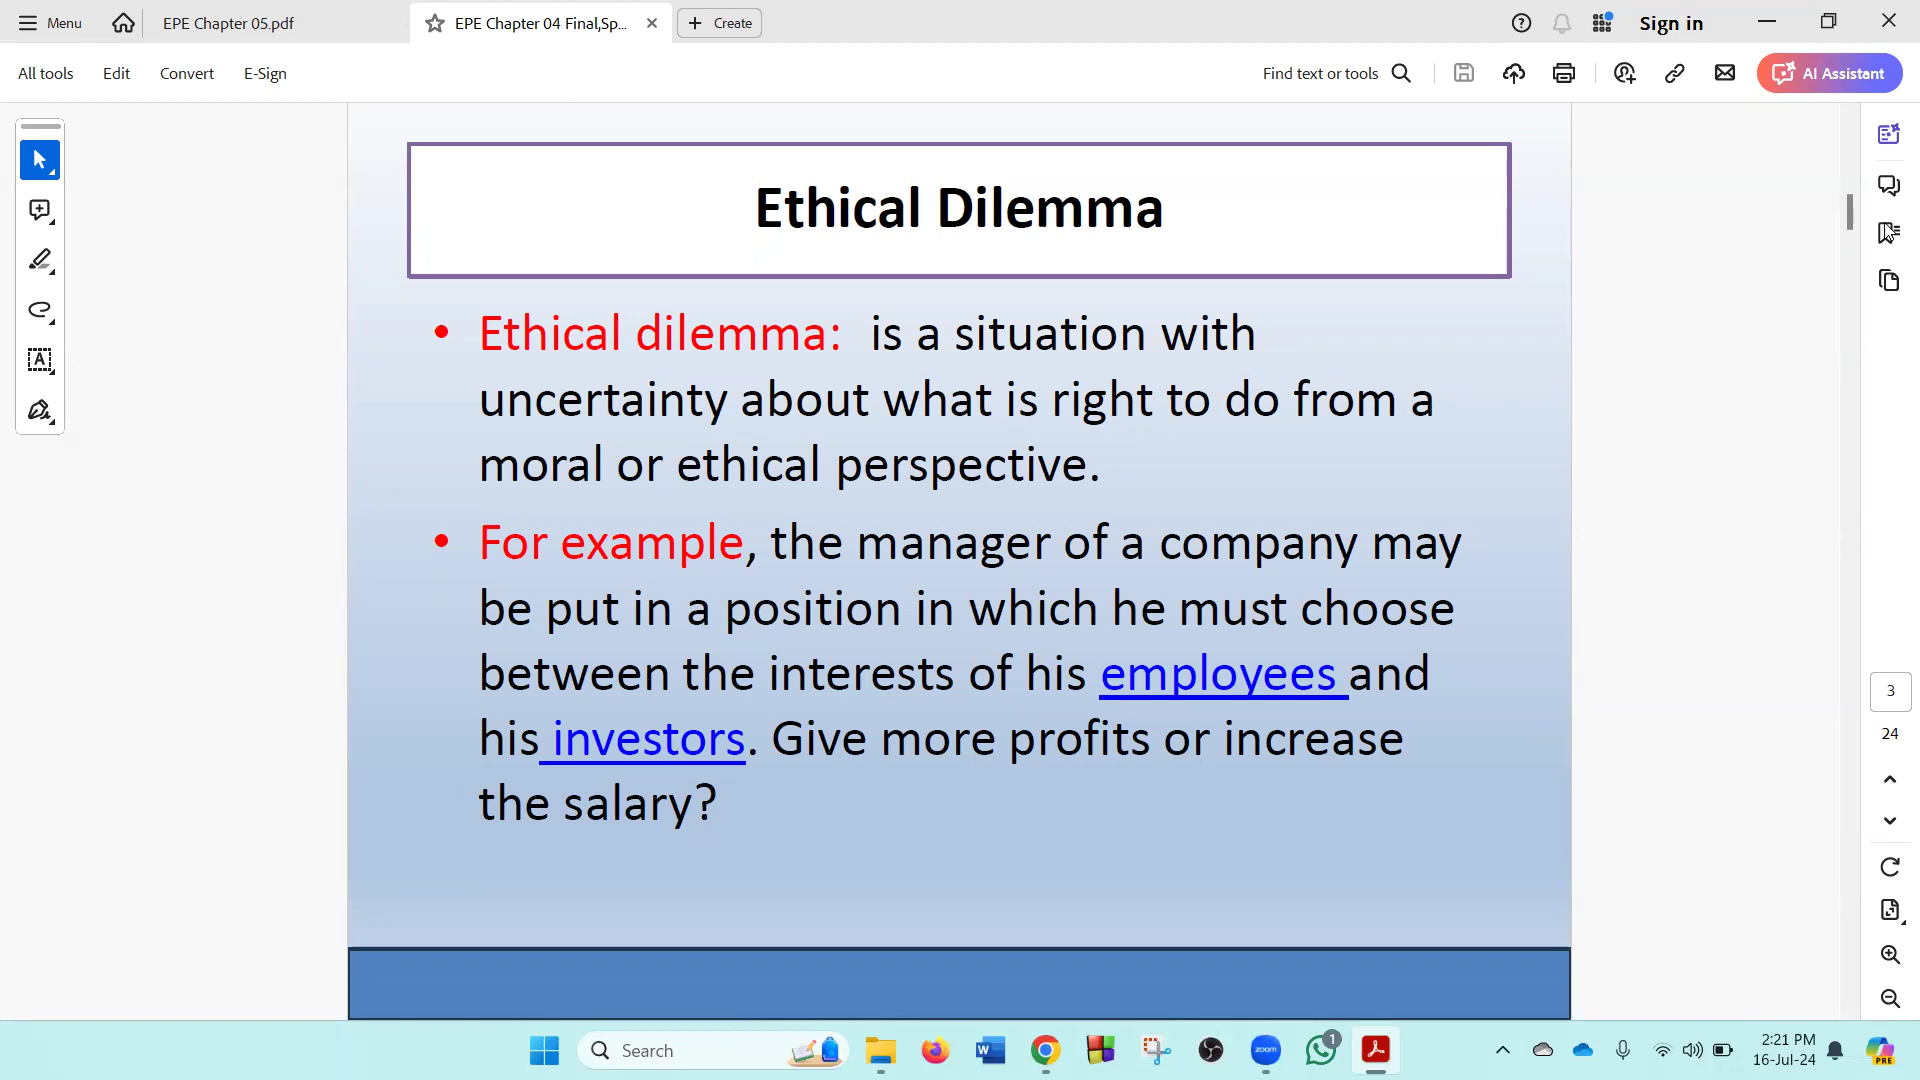 Menu
EPE Chapter 05.pdf
EPE Chapter 04 Final,Sp...
Create
Sign in
All tools
Edit
Convert
E-Sign
Find text or tools
AI Assistant
Ethical Dilemma
• Ethical dilemma: is a situation with
uncertainty about what is right to do from a
moral or ethical perspective.
• For example, the manager of a company may
be put in a position in which he must choose
between the interests of his employees and
his investors. Give more profits or increase
the salary?
3
24
Search
zoom
1
2:21 PM
16-Jul-24
PRE